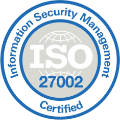 Information Security Management
ISO
27002
Certified